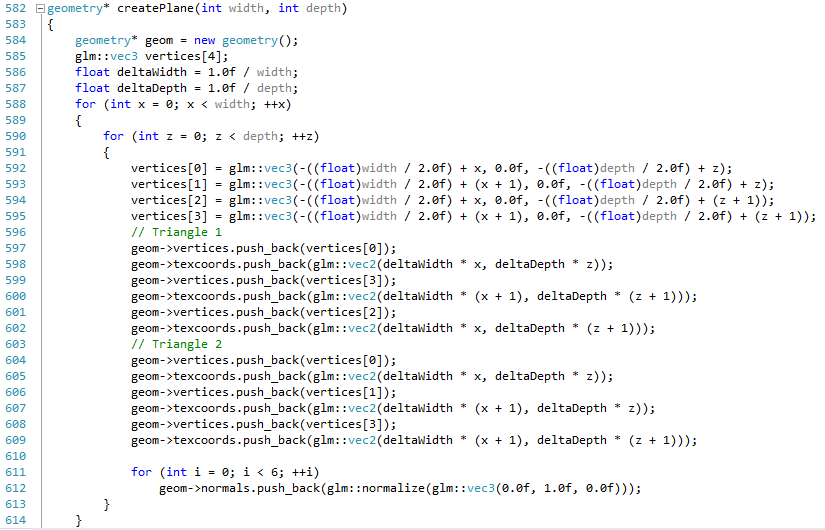 582 geometry* createPlane(int width, int depth)
583 {
584     geometry* geom = new geometry();
585     glm::vec3 vertices[4];
586     float deltaWidth = 1.0f / width;
587     float deltaDepth = 1.0f / depth;
588     for (int x = 0; x < width; ++x)
589     {
590         for (int z = 0; z < depth; ++z)
591         {
592             vertices[0] = glm::vec3(-((float)width / 2.0f) + x, 0.0f, -((float)depth / 2.0f) + z);
593             vertices[1] = glm::vec3(-((float)width / 2.0f) + (x + 1), 0.0f, -((float)depth / 2.0f) + z);
594             vertices[2] = glm::vec3(-((float)width / 2.0f) + x, 0.0f, -((float)depth / 2.0f) + (z + 1));
595             vertices[3] = glm::vec3(-((float)width / 2.0f) + (x + 1), 0.0f, -((float)depth / 2.0f) + (z + 1));
596             // Triangle 1
597             geom->vertices.push_back(vertices[0]);
598             geom->texcoords.push_back(glm::vec2(deltaWidth * x, deltaDepth * z));
599             geom->vertices.push_back(vertices[3]);
600             geom->texcoords.push_back(glm::vec2(deltaWidth * (x + 1), deltaDepth * (z + 1)));
601             geom->vertices.push_back(vertices[2]);
602             geom->texcoords.push_back(glm::vec2(deltaWidth * x, deltaDepth * (z + 1)));
603             // Triangle 2
604             geom->vertices.push_back(vertices[0]);
605             geom->texcoords.push_back(glm::vec2(deltaWidth * x, deltaDepth * z));
606             geom->vertices.push_back(vertices[1]);
607             geom->texcoords.push_back(glm::vec2(deltaWidth * (x + 1), deltaDepth * z));
608             geom->vertices.push_back(vertices[3]);
609             geom->texcoords.push_back(glm::vec2(deltaWidth * (x + 1), deltaDepth * (z + 1)));
610
611             for (int i = 0; i < 6; ++i)
612                 geom->normals.push_back(glm::normalize(glm::vec3(0.0f, 1.0f, 0.0f)));
613         }
614     }